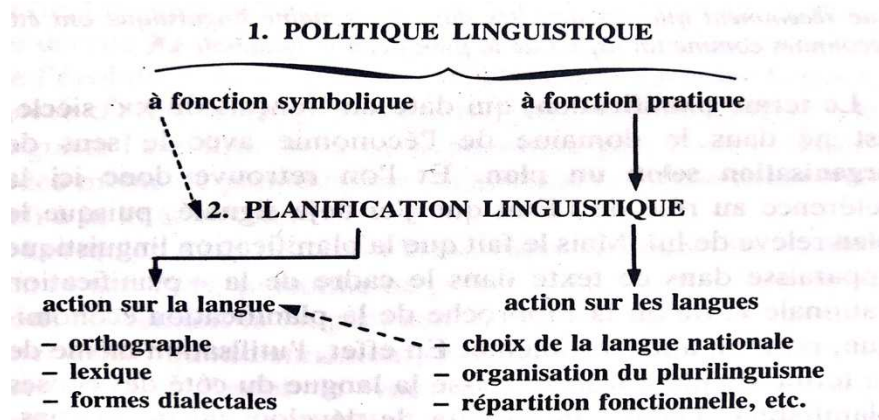 1. POLITIQUE LINGUISTIQUE
à fonction symbolique à fonction pratique
2. PLANIFICATION LINGUISTIQUE
action sur la langue action sur les langues
– orthographe – choix de la langue nationale
– lexique – organisation du plurilinguisme
– formes dialectales – répartition fonctionnelle, etc.